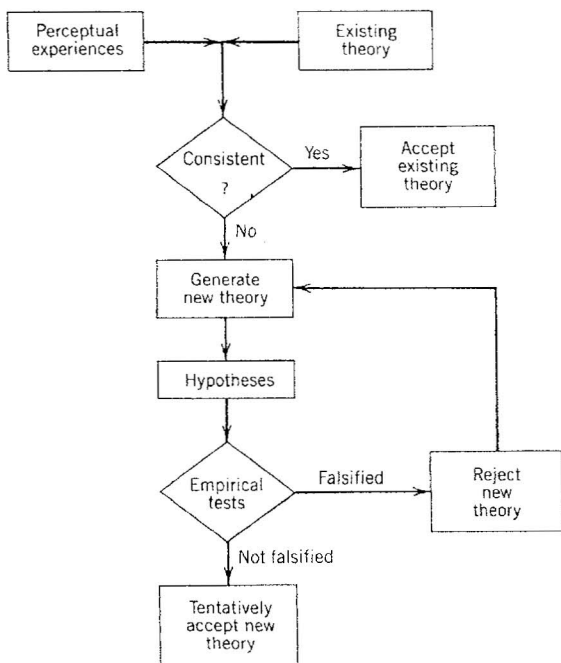 Perceptual
experiences
Existing
theory
Consistent
?
Yes
Accept
existing
theory
No
Generate
new theory
Hypotheses
Empirical
tests
Falsified
Reject
new
theory
Not falsified
Tentatively
accept new
theory